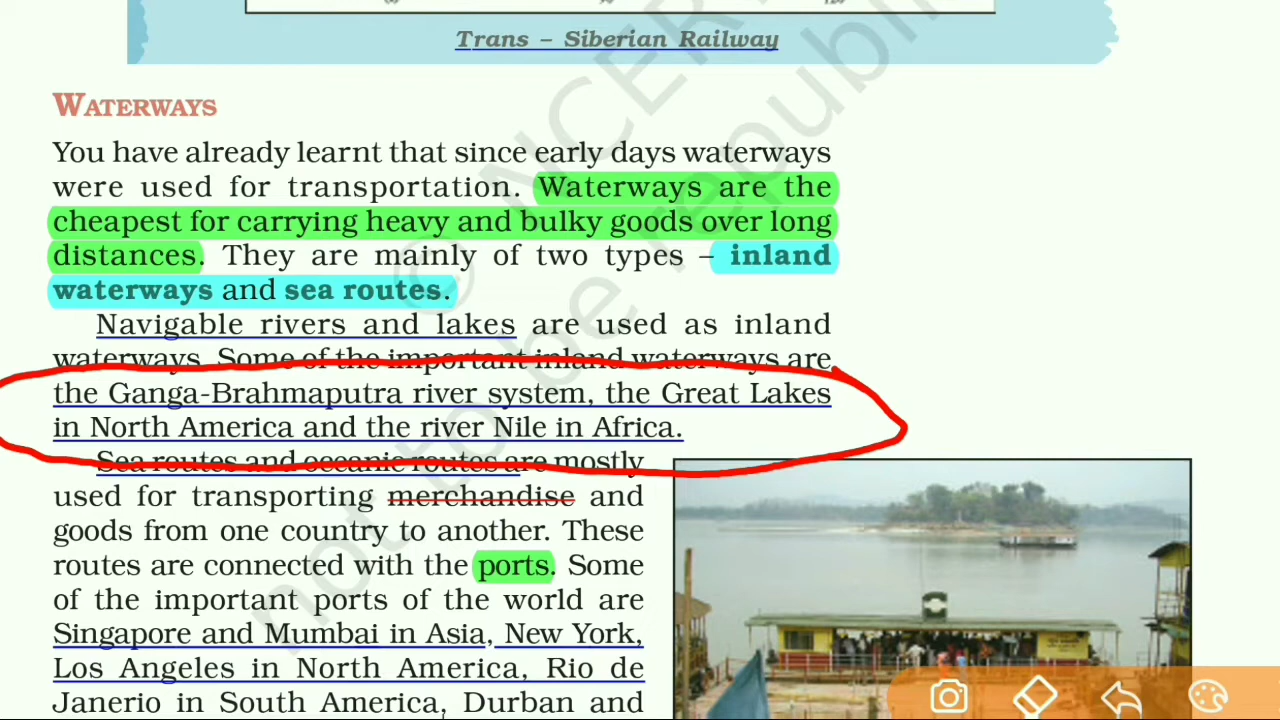 Trans – Siberian Railway
WATERWAYS
You have already learnt that since early days waterways
were used for transportation. Waterways are the
cheapest for carrying heavy and bulky goods over long
distances. They are mainly of two types – inland
waterways and sea routes.
Navigable rivers and lakes are used as inland
waterways. Some of the important inland waterways are
the Ganga-Brahmaputra river system, the Great Lakes
in North America and the river Nile in Africa.
Sea routes and oceanic routes are mostly
used for transporting merchandise and
goods from one country to another. These
routes are connected with the ports. Some
of the important ports of the world are
Singapore and Mumbai in Asia, New York,
Los Angeles in North America, Rio de
Janerio in South America, Durban and
© NCERT
not to be republi